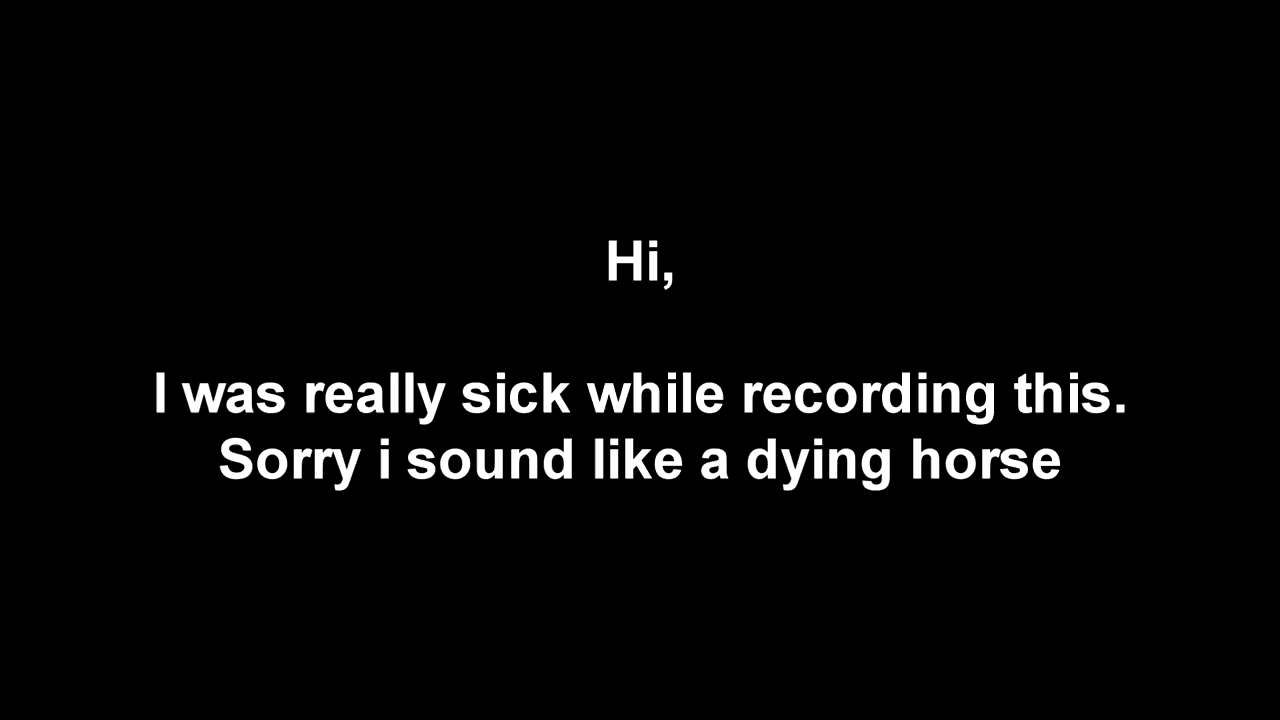 Hi,
I was really sick while recording this.
Sorry i sound like a dying horse